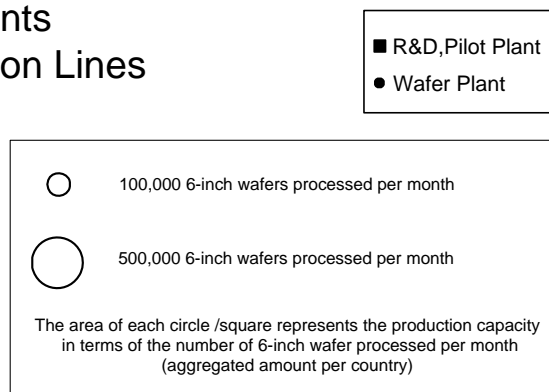 nts
on Lines
R&D,Pilot Plant
Wafer Plant
100,000 6-inch wafers processed per month
500,000 6-inch wafers processed per month
The area of each circle /square represents the production capacity
in terms of the number of 6-inch wafer processed per month
(aggregated amount per country)